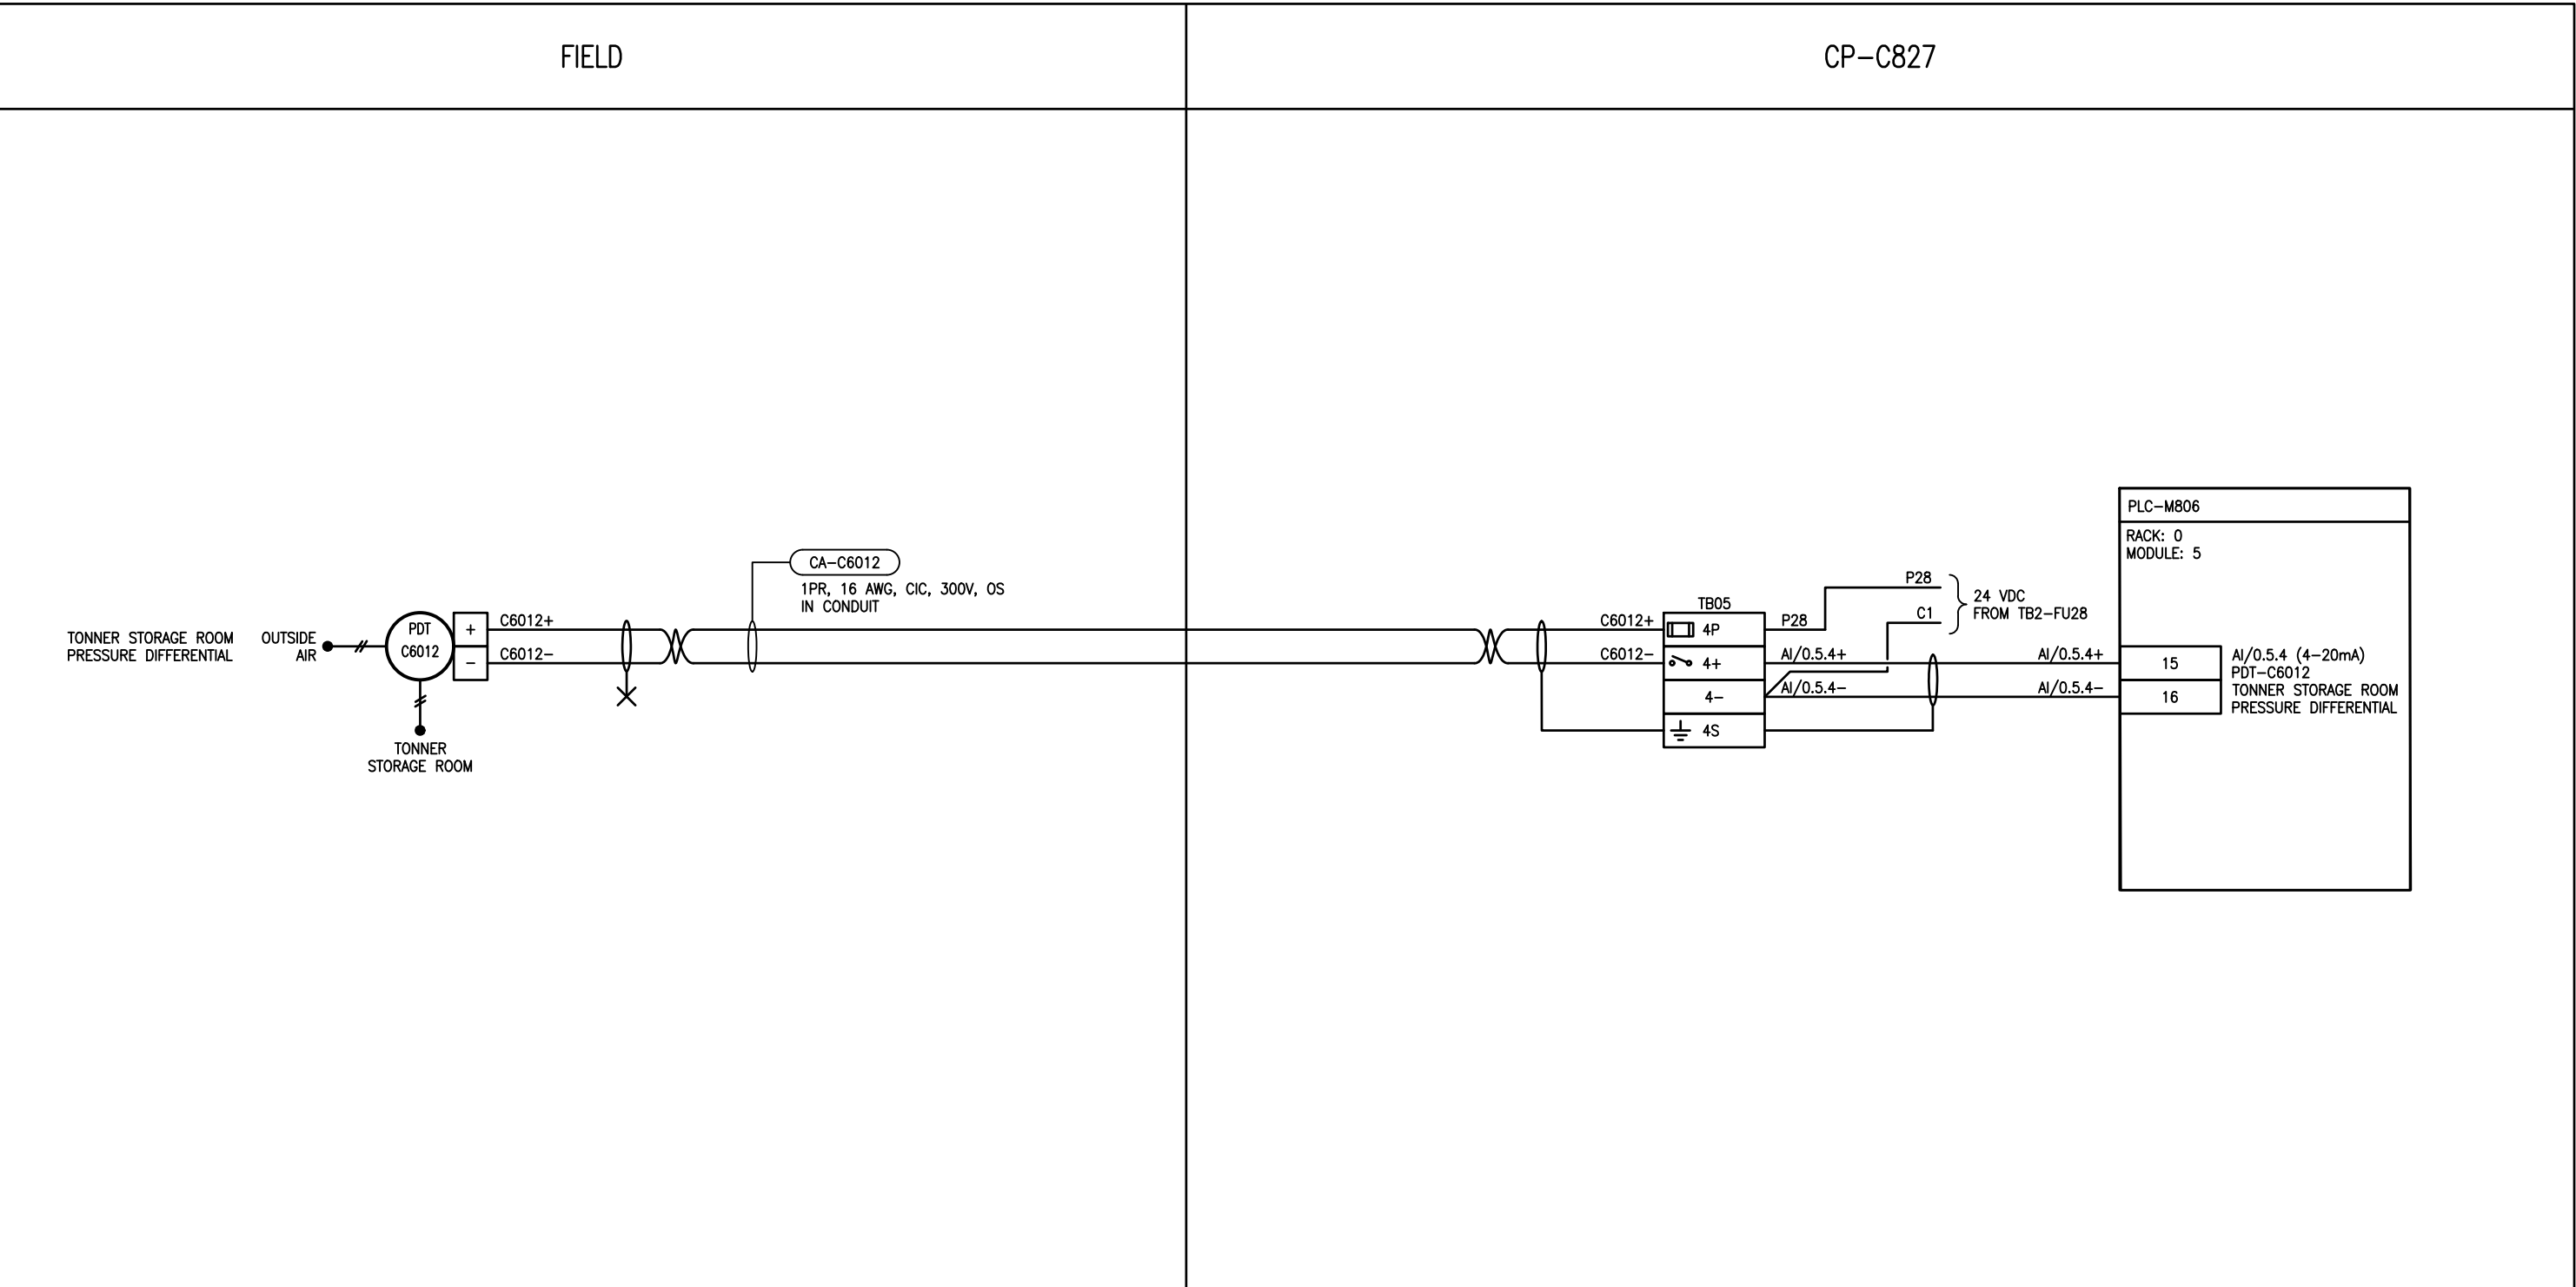 FIELD
CP-C827
TONNER STORAGE ROOM
PRESSURE DIFFERENTIAL
OUTSIDE
AIR
PDT
C6012
+
-
C6012+
C6012-
TONNER
STORAGE ROOM
CA-C6012
1PR, 16 AWG, CIC, 300V, OS
IN CONDUIT
C6012+
C6012-
TB05
4P
4+
4-
4S
P28
AI/0.5.4+
AI/0.5.4-
P28
C1
24 VDC
FROM TB2-FU28
AI/0.5.4+
AI/0.5.4-
PLC-M806
RACK: 0
MODULE: 5
15
16
AI/0.5.4 (4-20mA)
PDT-C6012
TONNER STORAGE ROOM
PRESSURE DIFFERENTIAL